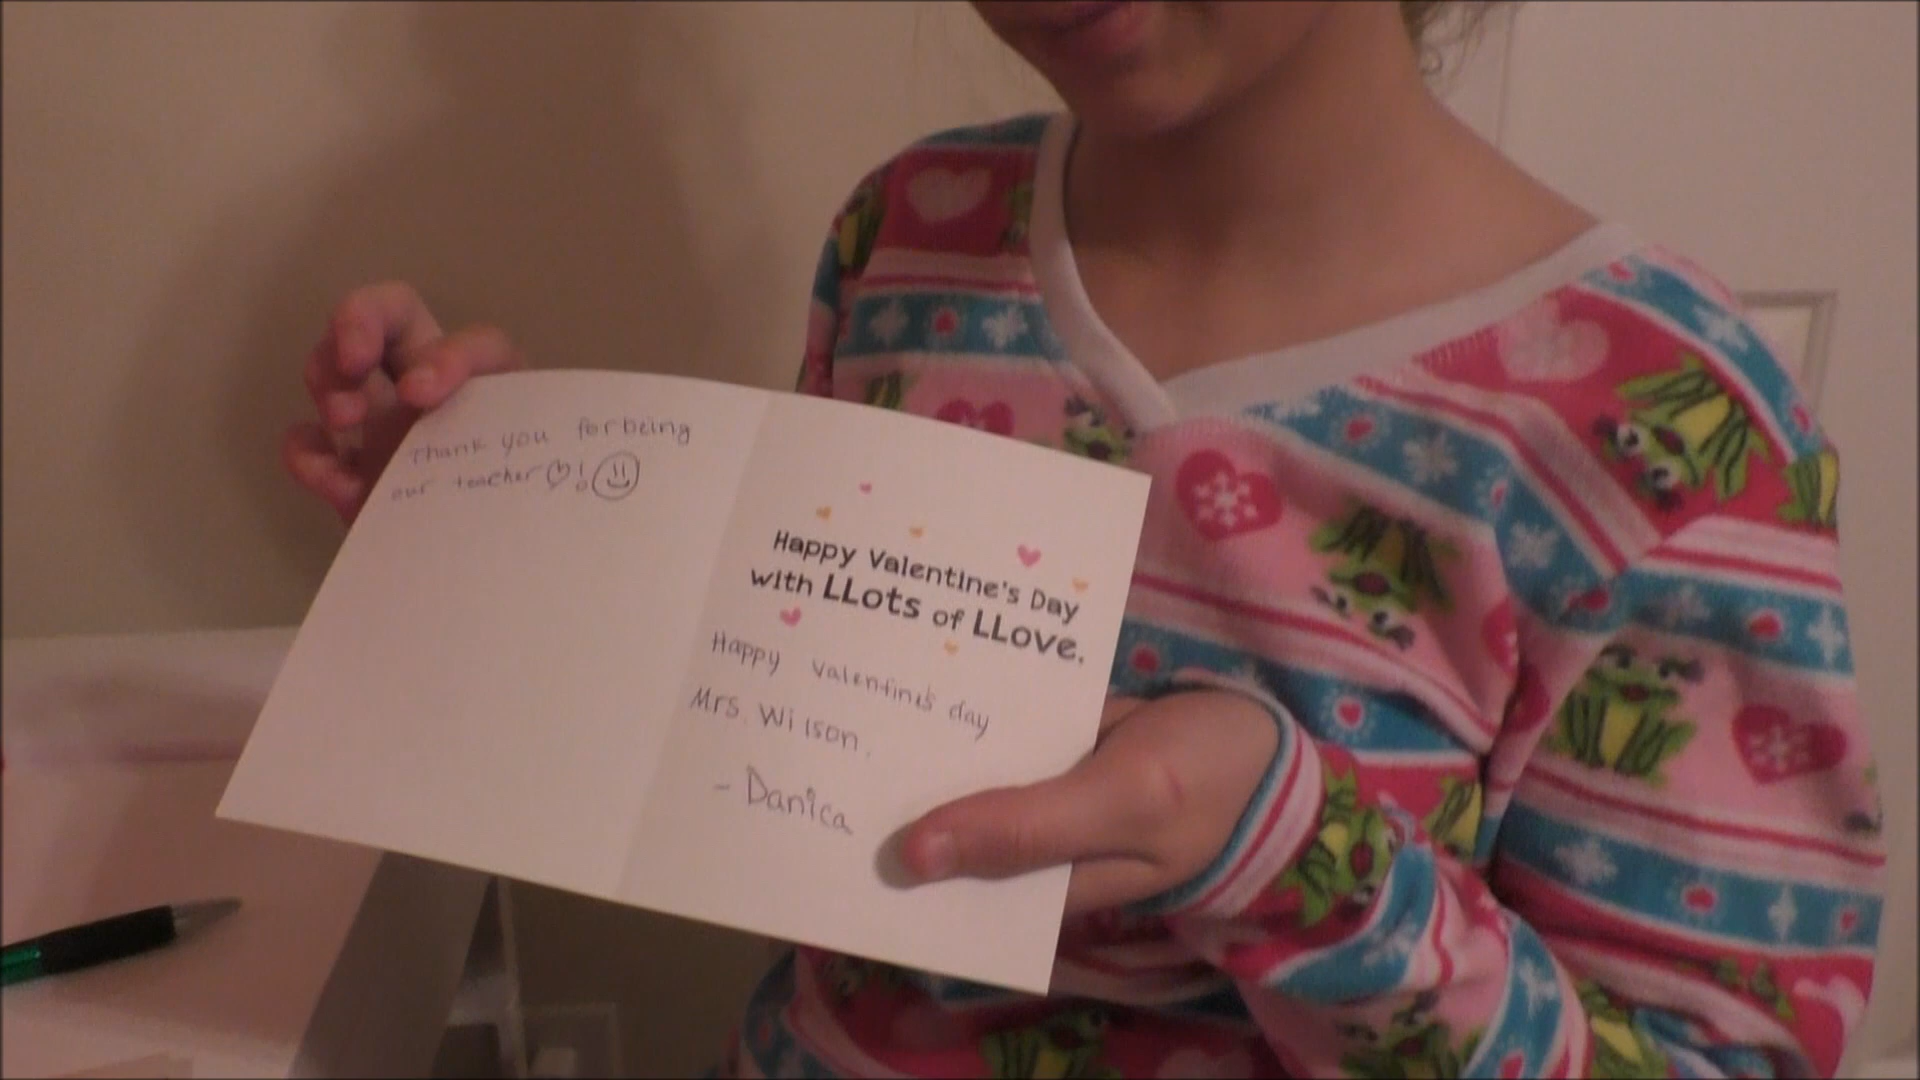 Thank you for being
our teacher♡! ☺
Happy Valentine's Day
with LLots of LLove.
Happy valentine's day
Mrs. Wilson.
- Danica